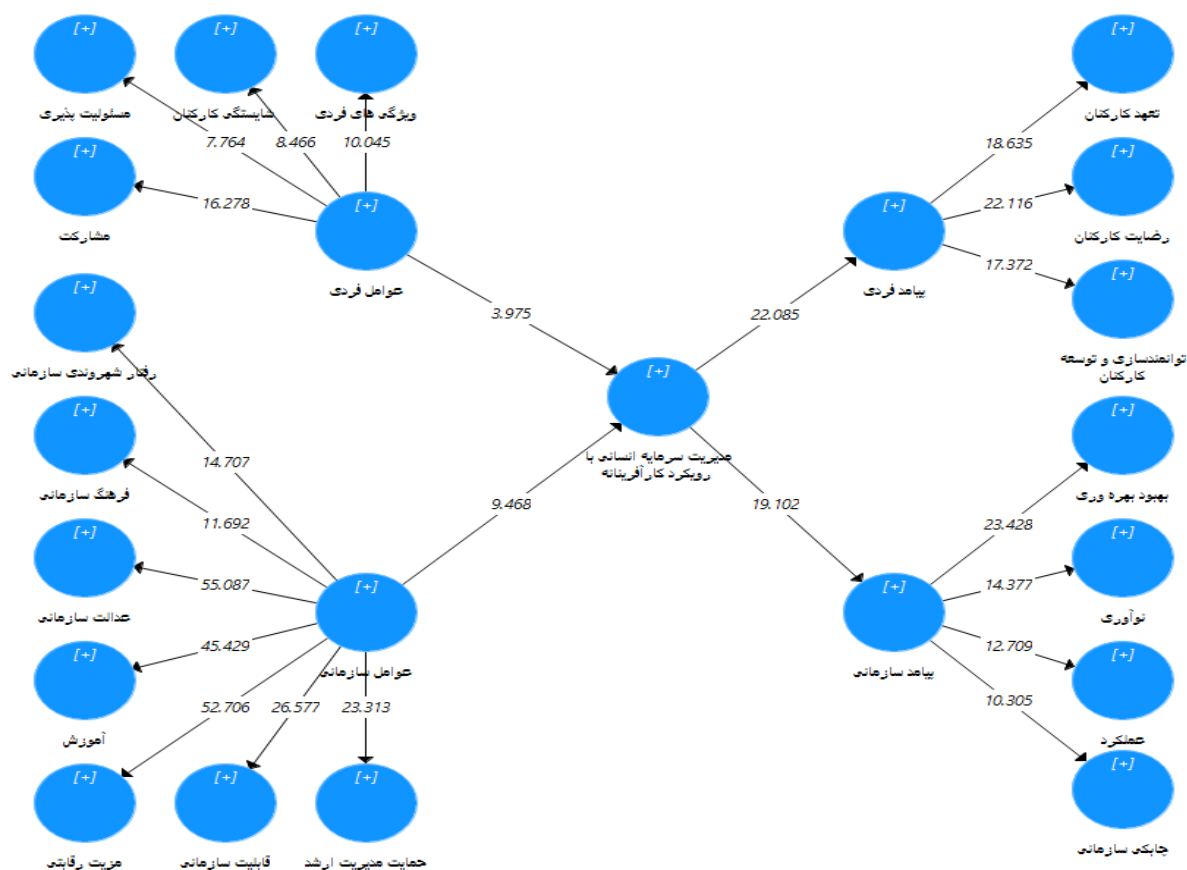 [+]
[+]
[+]
[+]
مسئولیت پذیری
شایستگی کارکنان
ویژگی های فردی
تعهد کارکنان
7.764
8.466
10.045
18.635
[+]
[+]
[+]
[+]
16.278
22.116
مشارکت
عوامل فردی
پیامد فردی
رضایت کارکنان
17.372
[+]
[+]
3.975
22.085
رفتار شهروندی سازمانی
توانمندسازی و توسعه
کارکنان
[+]
[+]
[+]
14.707
مدیریت سرمایه انسانی با
رویکرد کارآفرینانه
فرهنگ سازمانی
بهبود بهره وری
9.468
19.102
23.428
11.692
[+]
[+]
[+]
[+]
55.087
14.377
عدالت سازمانی
نوآوری
45.429
12.709
عوامل سازمانی
پیامد سازمانی
[+]
[+]
52.706
26.577
23.313
10.305
آموزش
عملکرد
[+]
[+]
[+]
[+]
مزیت رقابتی
قابلیت سازمانی
حمایت مدیریت ارشد
چابکی سازمانی